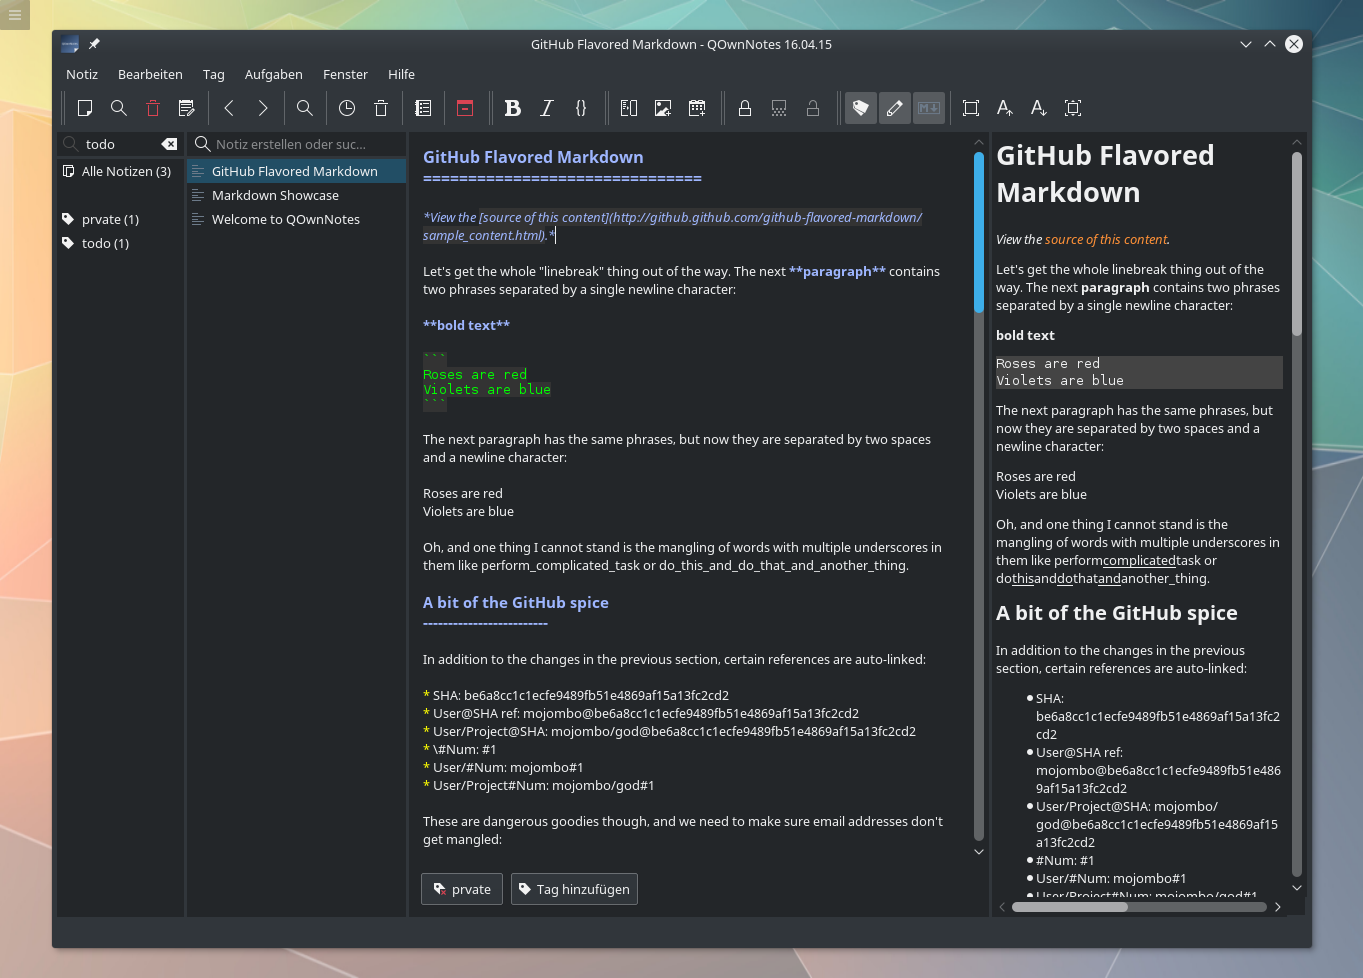 GitHub Flavored Markdown - QOwnNotes 16.04.15
Notiz Bearbeiten Tag Aufgaben Fenster Hilfe
B I {}
M
A A
todo
Alle Notizen (3)
prvate (1)
todo (1)
Notiz erstellen oder suc...
GitHub Flavored Markdown
Markdown Showcase
Welcome to QOwnNotes
GitHub Flavored Markdown
===============================
*View the [source of this content](http://github.github.com/github-flavored-markdown/
sample_content.html).*
Let's get the whole "linebreak" thing out of the way. The next **paragraph** contains
two phrases separated by a single newline character:
**bold text**
```
Roses are red
Violets are blue
```
The next paragraph has the same phrases, but now they are separated by two spaces
and a newline character:
Roses are red
Violets are blue
Oh, and one thing I cannot stand is the mangling of words with multiple underscores in
them like perform_complicated_task or do_this_and_do_that_and_another_thing.
A bit of the GitHub spice
-------------------------
In addition to the changes in the previous section, certain references are auto-linked:
* SHA: be6a8cc1c1ecfe9489fb51e4869af15a13fc2cd2
* User@SHA ref: mojombo@be6a8cc1c1ecfe9489fb51e4869af15a13fc2cd2
* User/Project@SHA: mojombo/god@be6a8cc1c1ecfe9489fb51e4869af15a13fc2cd2
* \#Num: #1
* User/#Num: mojombo#1
* User/Project#Num: mojombo/god#1
These are dangerous goodies though, and we need to make sure email addresses don't
get mangled:
prvate
Tag hinzufügen
GitHub Flavored
Markdown
View the source of this content.
Let's get the whole linebreak thing out of the
way. The next paragraph contains two phrases
separated by a single newline character:
bold text
Roses are red
Violets are blue
The next paragraph has the same phrases, but
now they are separated by two spaces and a
newline character:
Roses are red
Violets are blue
Oh, and one thing I cannot stand is the
mangling of words with multiple underscores in
them like performcomplicatedtask or
dothisanddothatandanother_thing.
A bit of the GitHub spice
In addition to the changes in the previous
section, certain references are auto-linked:
SHA:
be6a8cc1c1ecfe9489fb51e4869af15a13fc2
cd2
User@SHA ref:
mojombo@be6a8cc1c1ecfe9489fb51e486
9af15a13fc2cd2
User/Project@SHA: mojombo/
god@be6a8cc1c1ecfe9489fb51e4869af15
a13fc2cd2
#Num: #1
User/#Num: mojombo#1
User/Project#Num: mojombo/god#1